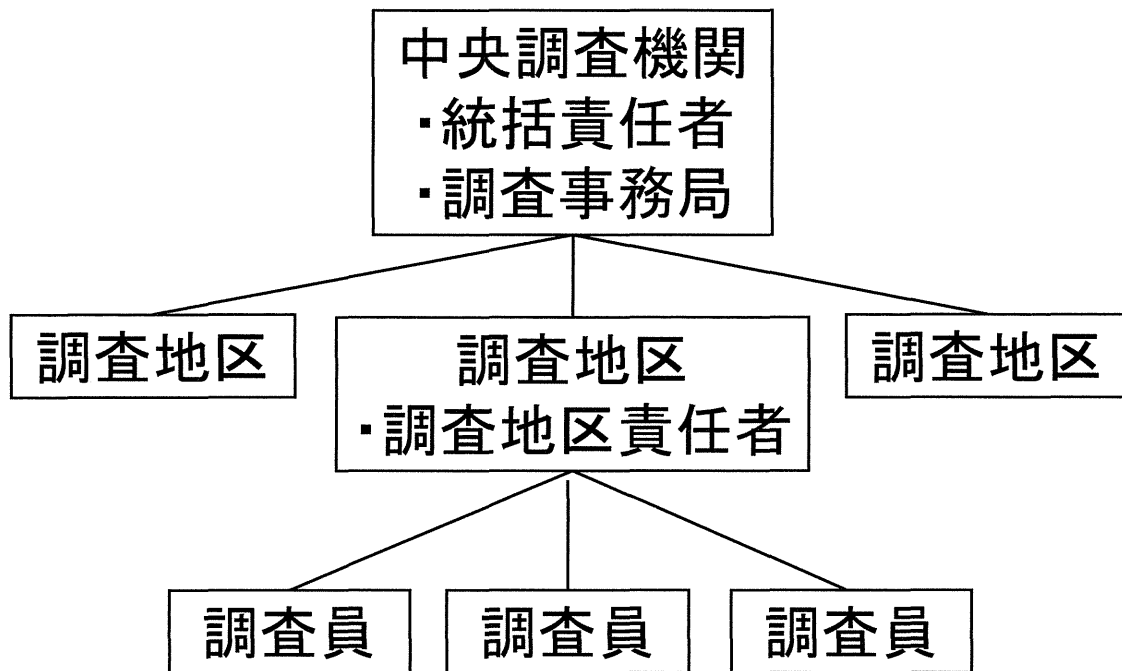 中央調査機関
・統括責任者
・調査事務局
調査地区
調査地区
・調査地区責任者
調査地区
調査員
調査員
調査員